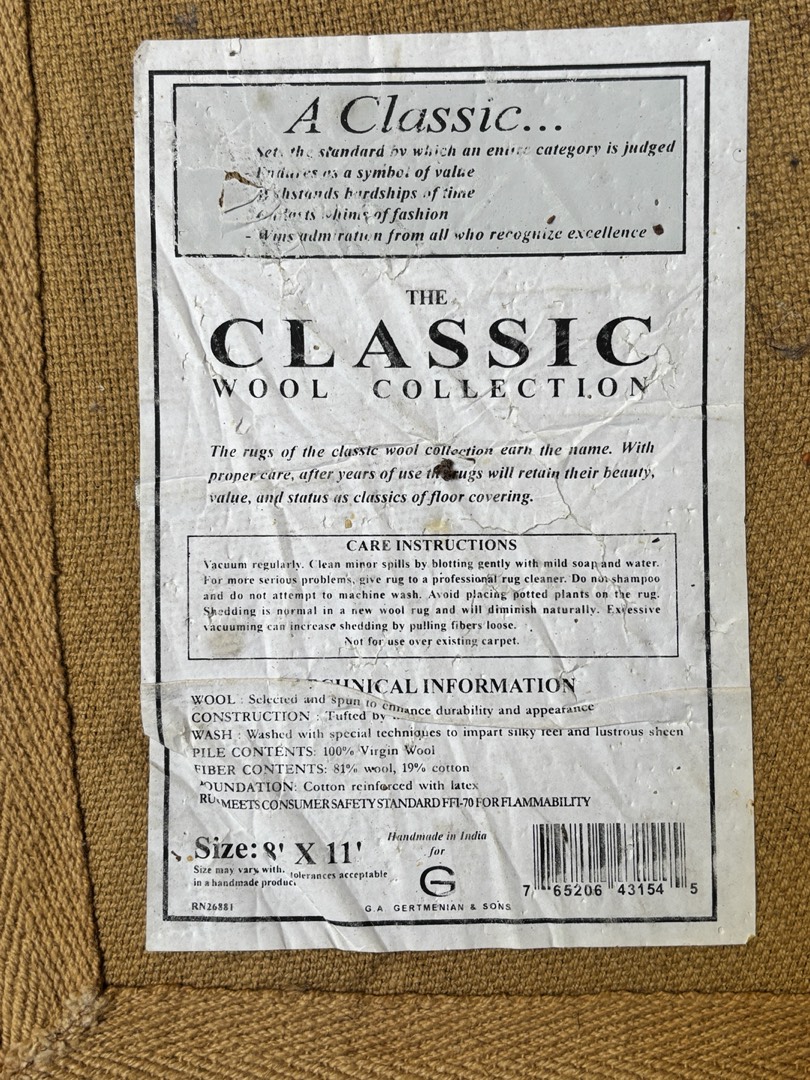 A Classic...
Sets the standard by which an entire category is judged
- Endures as a symbol of value
- Withstands hardships of time
whims of fashion
- Wins admiration from all who recognize excellence
THE
CLASSIC
WOOL COLLECTION
The rugs of the classic wool collection earn the name. With
proper care, after years of use the rugs will retain their beauty,
value, and status as classics of floor covering.
CARE INSTRUCTIONS
Vacuum regularly. Clean minor spills by blotting gently with mild soap and water.
For more serious problems, give rug to a professional rug cleaner. Do not shampoo
and do not attempt to machine wash. Avoid placing potted plants on the rug.
Shedding is normal in a new wool rug and will diminish naturally. Excessive
vacuuming can increase shedding by pulling fibers loose.
Not for use over existing carpet.
TECHNICAL INFORMATION
WOOL : Selected and spun to enhance durability and appearance
CONSTRUCTION : Tufted by
WASH : Washed with special techniques to impart silky feel and lustrous sheen
PILE CONTENTS: 100% Virgin Wool
FIBER CONTENTS: 81% wool, 19% cotton
FOUNDATION: Cotton reinforced with latex
MEETS CONSUMER SAFETY STANDARD FFI-70 FOR FLAMMABILITY
Size: 8' X 11'
Size may vary with. tolerances acceptable
in a handmade product
RN26881
Handmade in India
for
G
G.A. GERTMENIAN & SONS
7 65206 43154 5